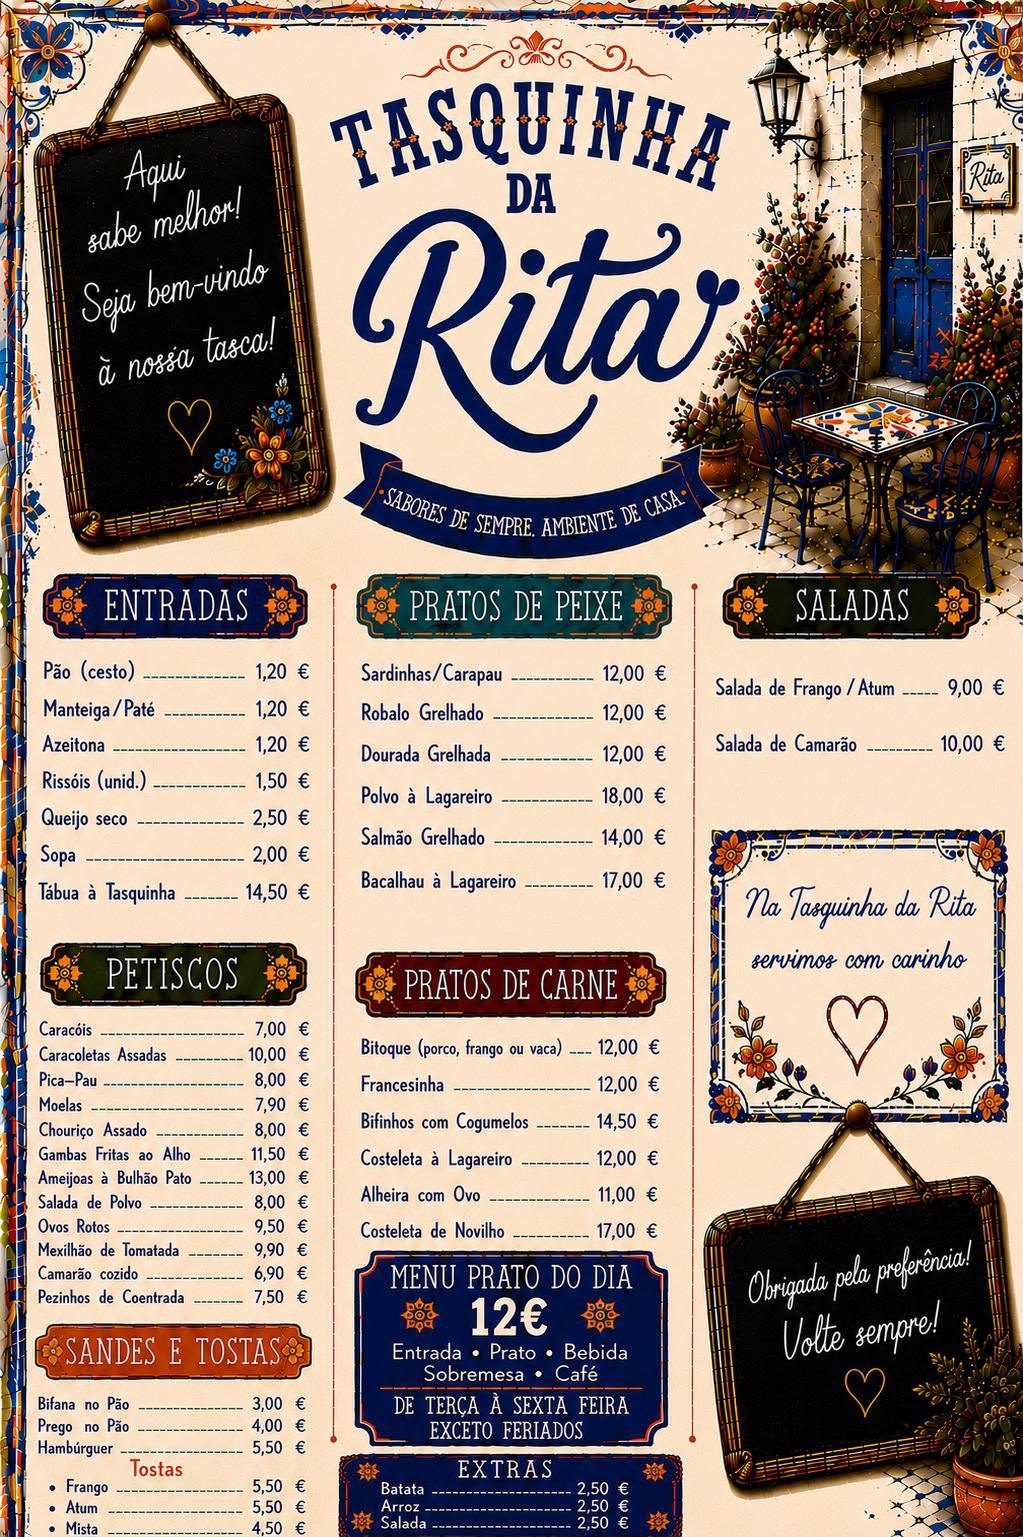 Aqui
sabe melhor!
Seja bem-vindo
à nossa tasca!
TASQUINHA
DA
Rita
SABORES DE SEMPRE, AMBIENTE DE CASA
Rita
ENTRADAS
Pão (cesto) 1,20 €
Manteiga/Paté 1,20 €
Azeitona 1,20 €
Rissóis (unid.) 1,50 €
Queijo seco 2,50 €
Sopa 2,00 €
Tábua à Tasquinha 14,50 €
PETISCOS
Caracóis 7,00 €
Caracoletas Assadas 10,00 €
Pica-Pau 8,00 €
Moelas 7,90 €
Chouriço Assado 8,00 €
Gambas Fritas ao Alho 11,50 €
Ameijoas à Bulhão Pato 13,00 €
Salada de Polvo 8,00 €
Ovos Rotos 9,50 €
Mexilhão de Tomatada 9,90 €
Camarão cozido 6,90 €
Pezinhos de Coentrada 7,50 €
SANDES E TOSTAS
Bifana no Pão 3,00 €
Prego no Pão 4,00 €
Hambúrguer 5,50 €
Tostas
• Frango 5,50 €
• Atum 5,50 €
• Mista 4,50 €
PRATOS DE PEIXE
Sardinhas/Carapau 12,00 €
Robalo Grelhado 12,00 €
Dourada Grelhada 12,00 €
Polvo à Lagareiro 18,00 €
Salmão Grelhado 14,00 €
Bacalhau à Lagareiro 17,00 €
PRATOS DE CARNE
Bitoque (porco, frango ou vaca) 12,00 €
Francesinha 12,00 €
Bifinhos com Cogumelos 14,50 €
Costeleta à Lagareiro 12,00 €
Alheira com Ovo 11,00 €
Costeleta de Novilho 17,00 €
MENU PRATO DO DIA
12€
Entrada • Prato • Bebida
Sobremesa • Café
DE TERÇA À SEXTA FEIRA
EXCETO FERIADOS
EXTRAS
Batata 2,50 €
Arroz 2,50 €
Salada 2,50 €
SALADAS
Salada de Frango / Atum 9,00 €
Salada de Camarão 10,00 €
Na Tasquinha da Rita
servimos com carinho
Obrigada pela preferência!
Volte sempre!